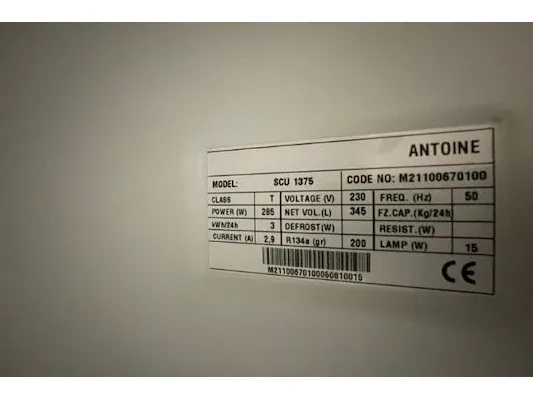 ANTOINE
MODEL: SCU 1375 CODE NO: M21100670100
CLASS T VOLTAGE (V) 230 FREQ. (Hz) 50
POWER (W) 285 NET VOL.(L) 345 FZ.CAP.(Kg/24h)
kWh/24h 3 DEFROST(W) RESIST.(W)
CURRENT (A) 2,9 R134a (gr) 200 LAMP (W) 15
M21100670100050610015
CE